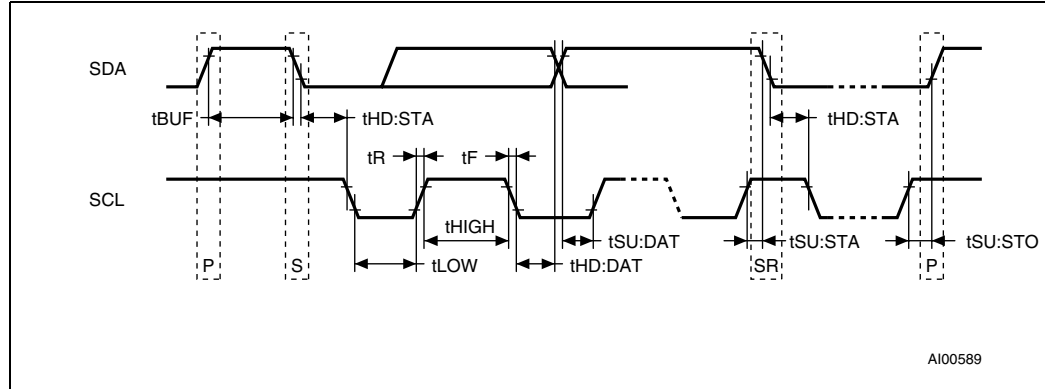 SDA
tBUF
tHD:STA
tHD:STA
tR
tF
SCL
tHIGH
tSU:DAT
tSU:STA
tSU:STO
P
S
tLOW
tHD:DAT
SR
P
AI00589